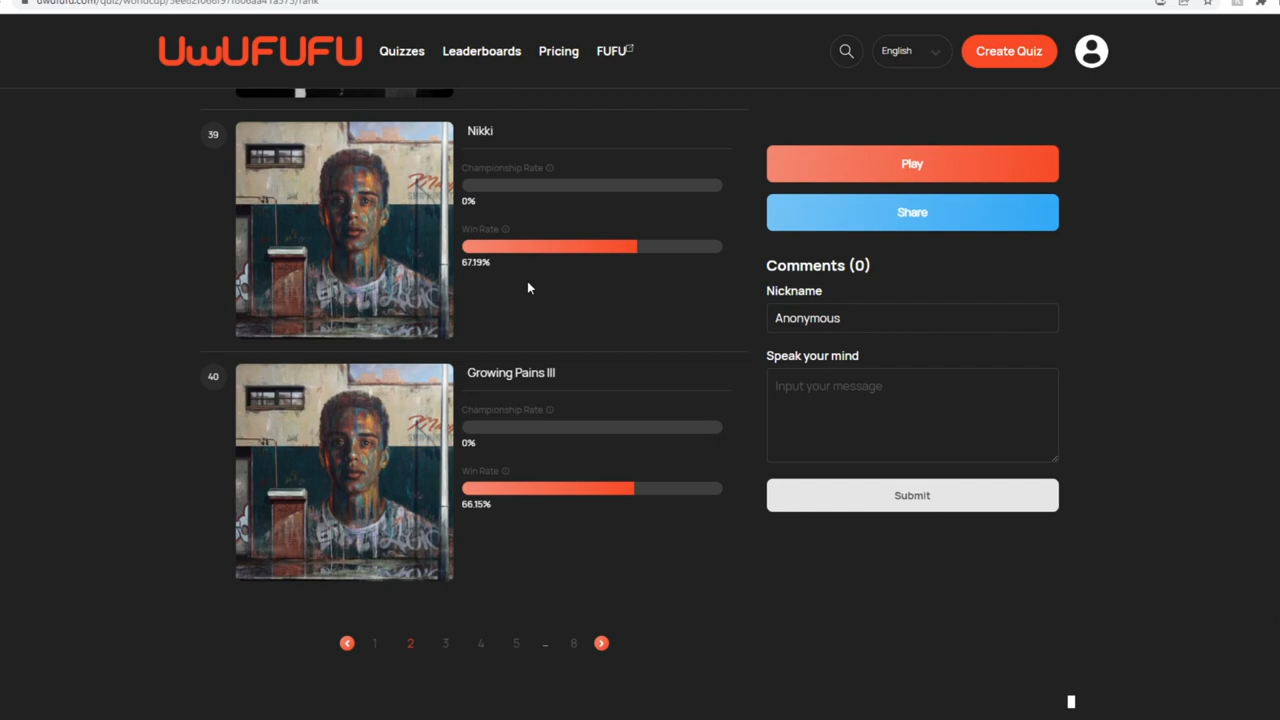 UwUFUFU
Quizzes
Leaderboards
Pricing
FUFU
English
Create Quiz
39
Nikki
Championship Rate
0%
Win Rate
67.19%
40
Growing Pains III
Championship Rate
0%
Win Rate
66.15%
1
2
3
4
5
...
8
Play
Share
Comments (0)
Nickname
Anonymous
Speak your mind
Input your message
Submit